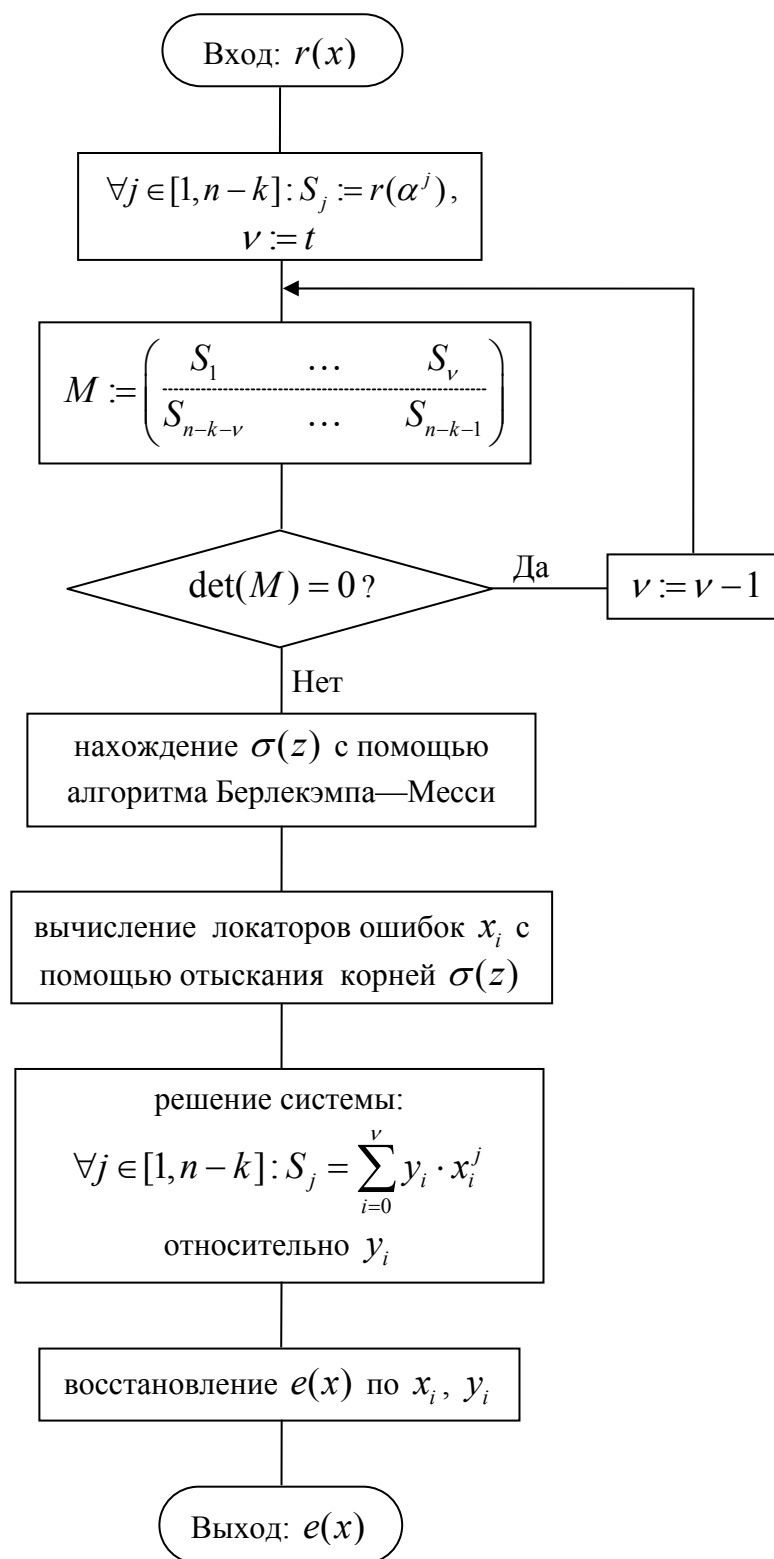 Вход: r(x)
∀j ∈ [1, n − k] : S_j := r(α^j) ,
ν := t
M := ( S_1 … S_ν
S_{n−k−ν} … S_{n−k−1} )
det(M) = 0 ?
Да
ν := ν − 1
Нет
нахождение σ(z) с помощью
алгоритма Берлекэмпа—Месси
вычисление локаторов ошибок x_i с
помощью отыскания корней σ(z)
решение системы:
∀j ∈ [1, n − k] : S_j = ∑_{i=0}^{ν} y_i · x_i^j
относительно y_i
восстановление e(x) по x_i , y_i
Выход: e(x)